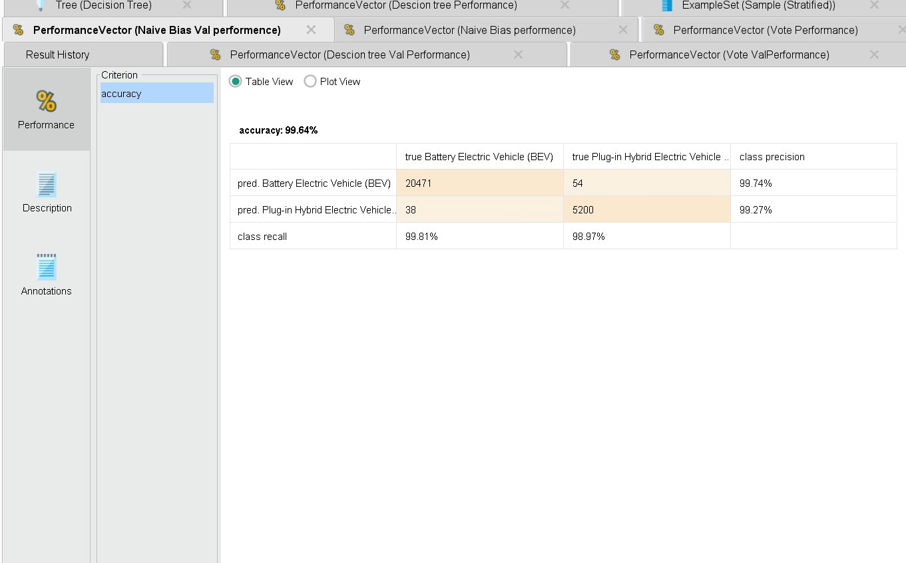 Tree (Decision Tree)
PerformanceVector (Descion tree Performance)
ExampleSet (Sample (Stratified))
PerformanceVector (Naive Bias Val performence)
PerformanceVector (Naive Bias performence)
PerformanceVector (Vote Performance)
Result History
PerformanceVector (Descion tree Val Performance)
PerformanceVector (Vote ValPerformance)
%
Performance
Description
Annotations
Criterion
accuracy
Table View
Plot View
accuracy: 99.64%
true Battery Electric Vehicle (BEV) true Plug-in Hybrid Electric Vehicle .. class precision
pred. Battery Electric Vehicle (BEV) 20471 54 99.74%
pred. Plug-in Hybrid Electric Vehicle.. 38 5200 99.27%
class recall 99.81% 98.97%